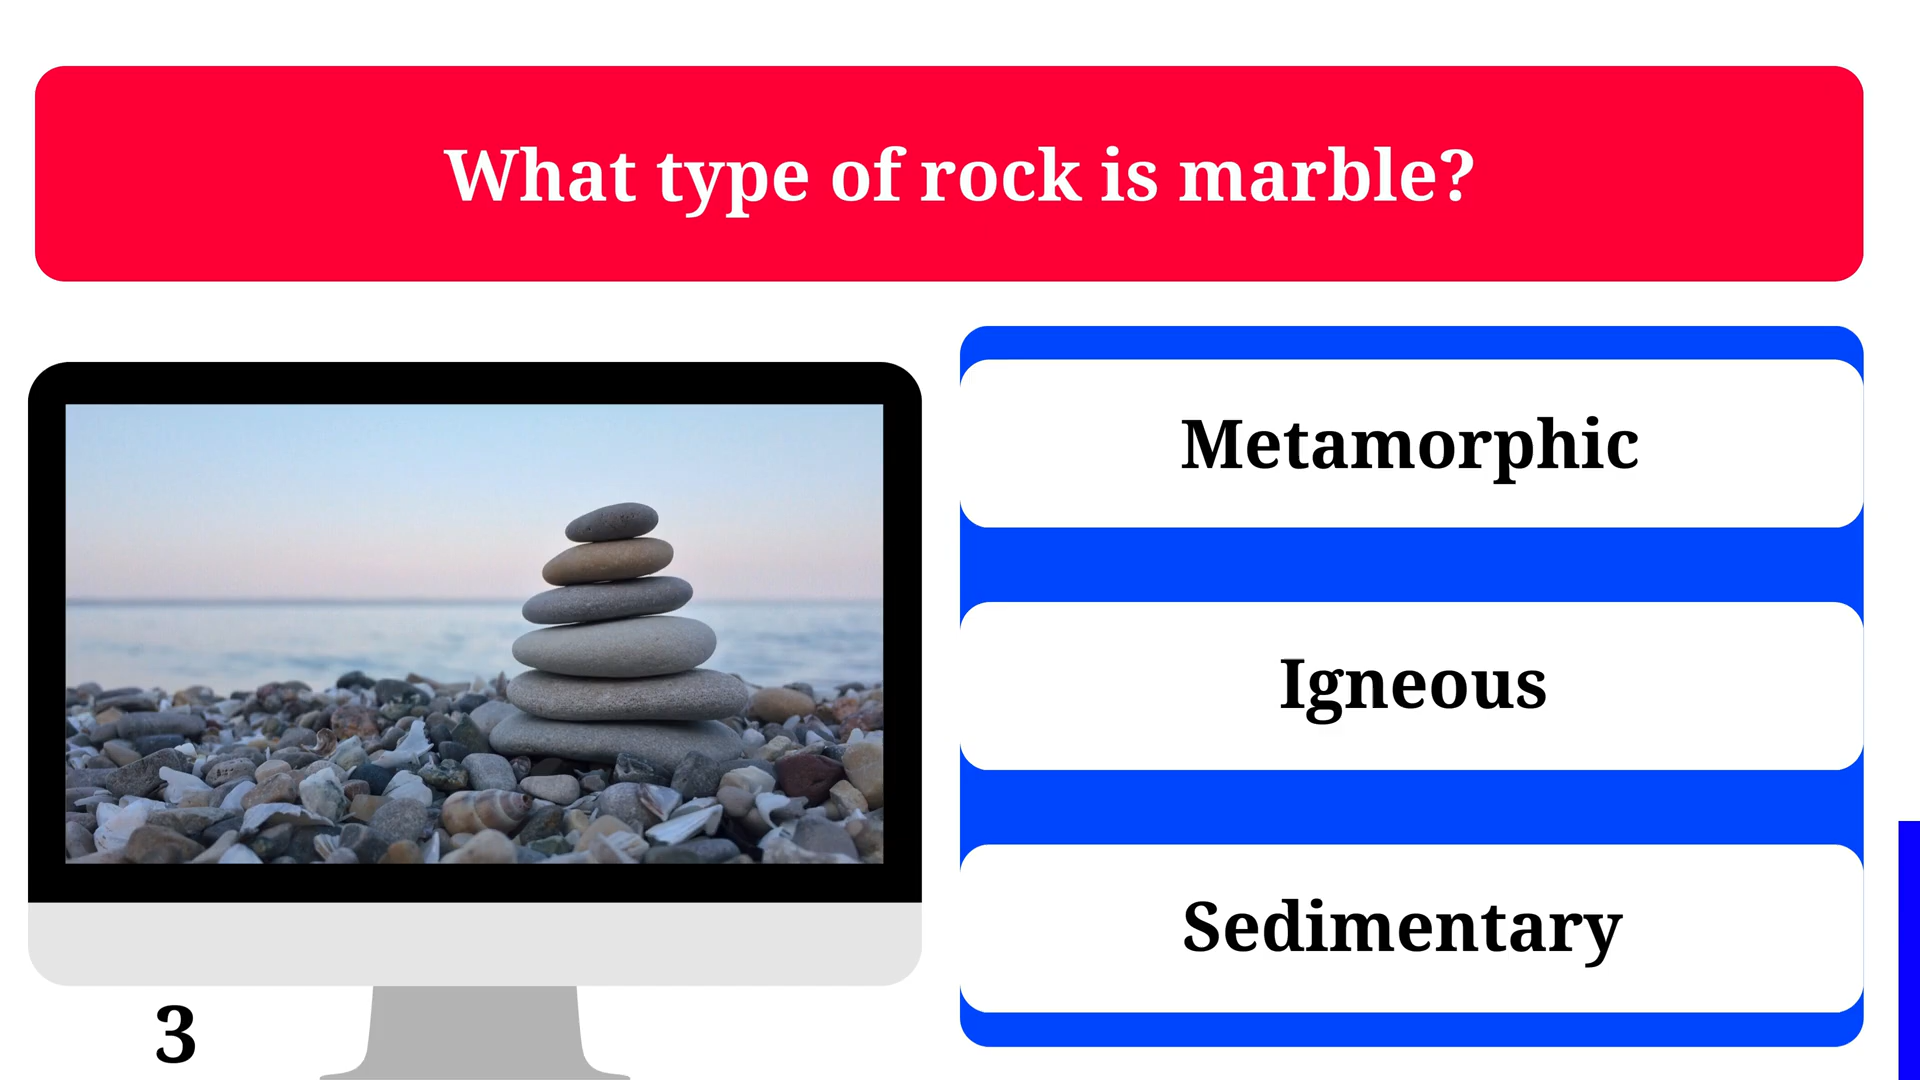 What type of rock is marble?
Metamorphic
Igneous
Sedimentary
3